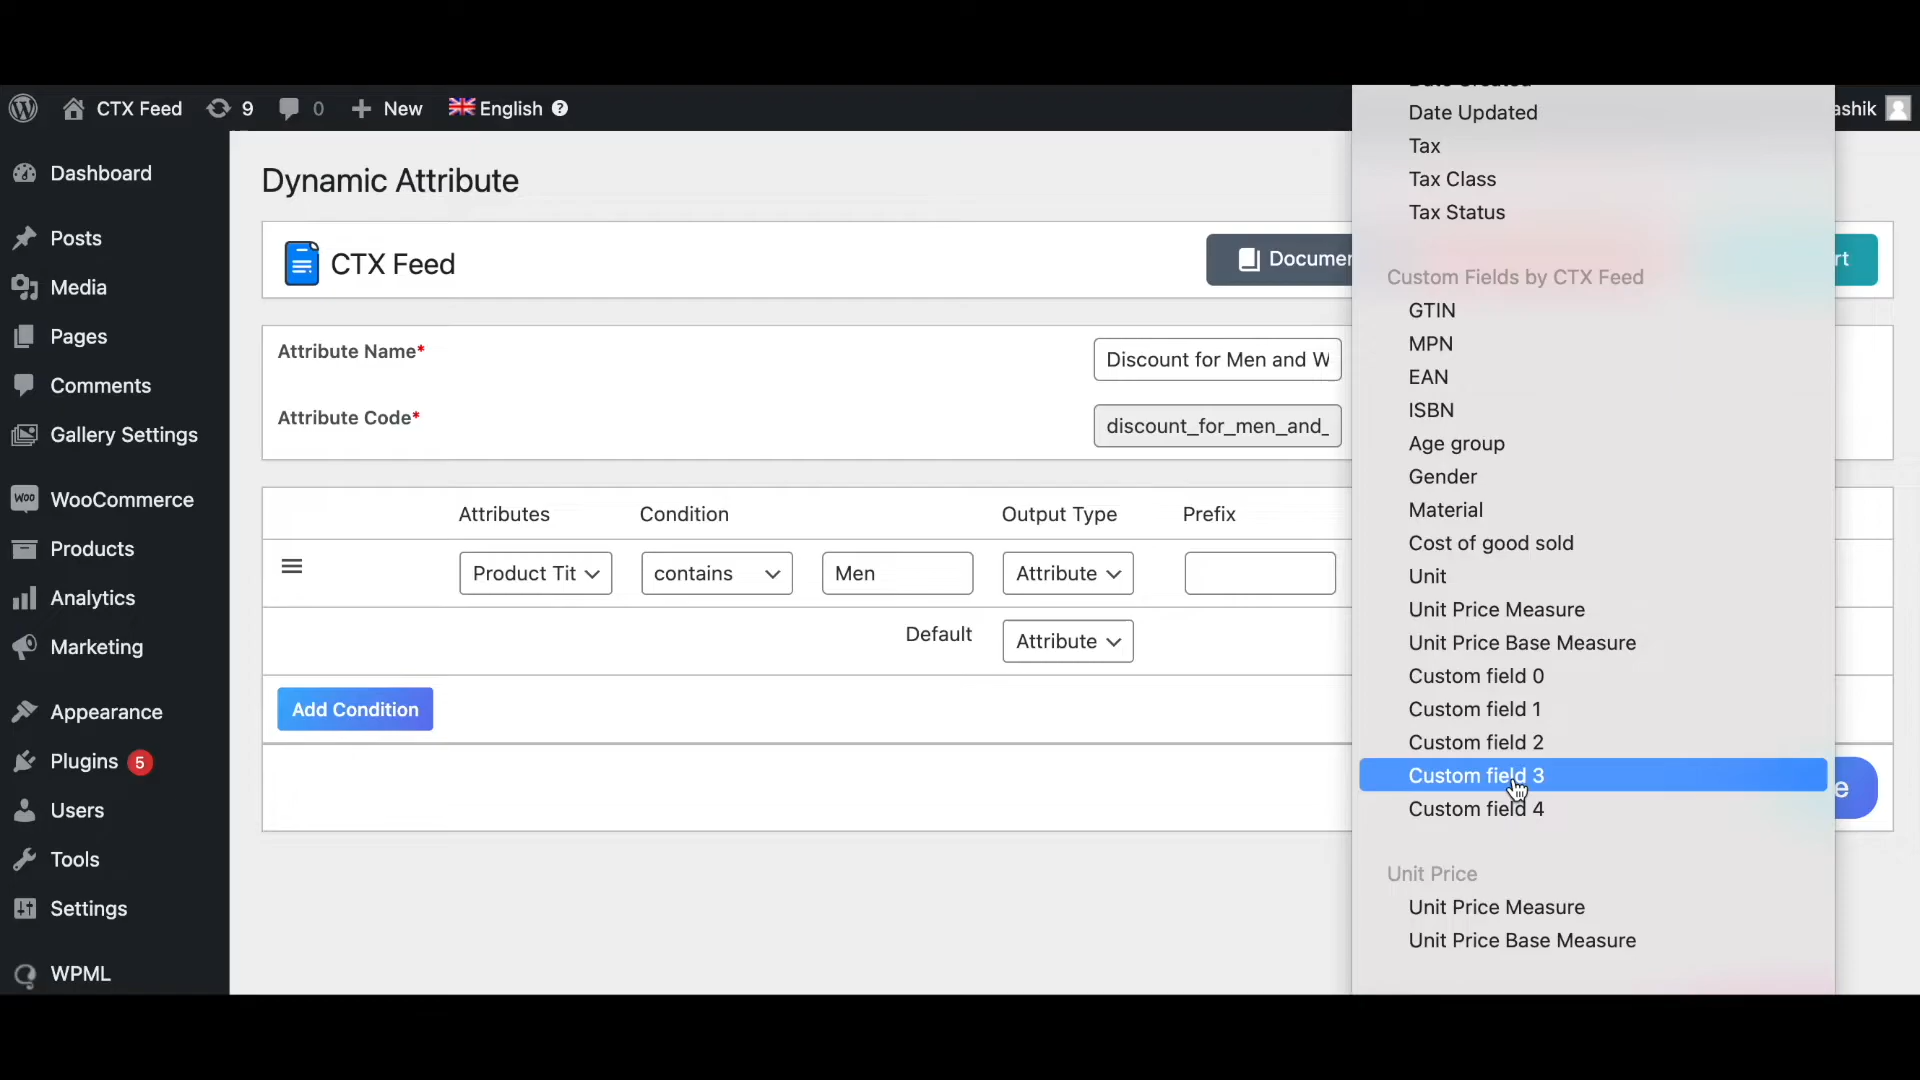 CTX Feed
9
0
New
English
ashik
Dashboard
Posts
Media
Pages
Comments
Gallery Settings
WooCommerce
Products
Analytics
Marketing
Appearance
Plugins 5
Users
Tools
Settings
WPML
Dynamic Attribute
CTX Feed
Documen
rt
Attribute Name*
Discount for Men and W
Attribute Code*
discount_for_men_and_
Attributes
Condition
Output Type
Prefix
Product Tit
contains
Men
Attribute
Default
Attribute
Add Condition
e
Date Updated
Tax
Tax Class
Tax Status
Custom Fields by CTX Feed
GTIN
MPN
EAN
ISBN
Age group
Gender
Material
Cost of good sold
Unit
Unit Price Measure
Unit Price Base Measure
Custom field 0
Custom field 1
Custom field 2
Custom field 3
Custom field 4
Unit Price
Unit Price Measure
Unit Price Base Measure